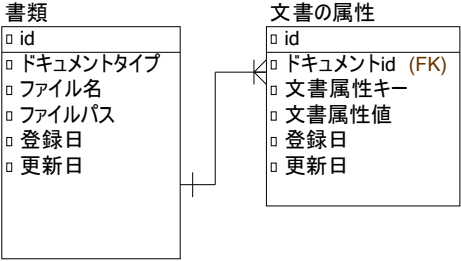 書類
id
ドキュメントタイプ
ファイル名
ファイルパス
登録日
更新日
文書の属性
id
ドキュメントid (FK)
文書属性キー
文書属性値
登録日
更新日